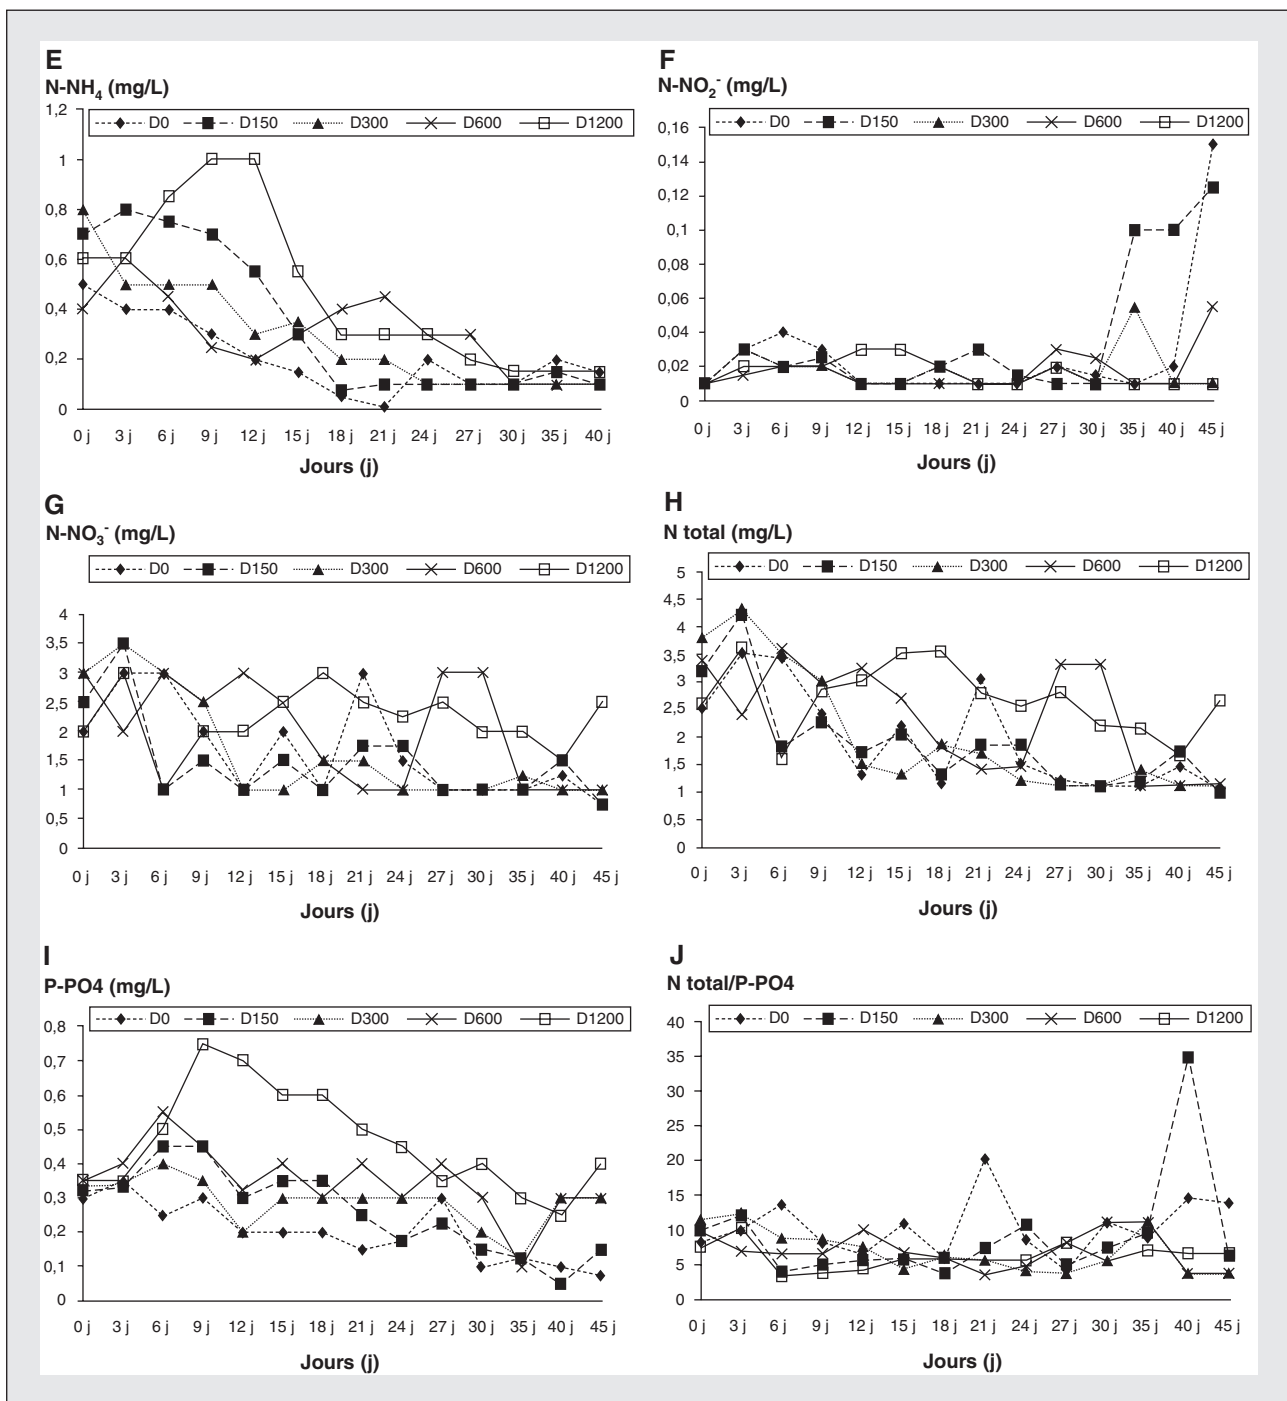 E
N-NH4 (mg/L)
D0 D150 D300 D600 D1200
1,2
1
0,8
0,6
0,4
0,2
0
0 j 3 j 6 j 9 j 12 j 15 j 18 j 21 j 24 j 27 j 30 j 35 j 40 j
Jours (j)
F
N-NO2- (mg/L)
D0 D150 D300 D600 D1200
0,16
0,14
0,12
0,1
0,08
0,06
0,04
0,02
0
0 j 3 j 6 j 9 j 12 j 15 j 18 j 21 j 24 j 27 j 30 j 35 j 40 j 45 j
Jours (j)
G
N-NO3- (mg/L)
D0 D150 D300 D600 D1200
4
3,5
3
2,5
2
1,5
1
0,5
0
0 j 3 j 6 j 9 j 12 j 15 j 18 j 21 j 24 j 27 j 30 j 35 j 40 j 45 j
Jours (j)
H
N total (mg/L)
D0 D150 D300 D600 D1200
5
4,5
4
3,5
3
2,5
2
1,5
1
0,5
0
0 j 3 j 6 j 9 j 12 j 15 j 18 j 21 j 24 j 27 j 30 j 35 j 40 j 45 j
Jours (j)
I
P-PO4 (mg/L)
D0 D150 D300 D600 D1200
0,8
0,7
0,6
0,5
0,4
0,3
0,2
0,1
0
0 j 3 j 6 j 9 j 12 j 15 j 18 j 21 j 24 j 27 j 30 j 35 j 40 j 45 j
Jours (j)
J
N total/P-PO4
D0 D150 D300 D600 D1200
40
35
30
25
20
15
10
5
0
0 j 3 j 6 j 9 j 12 j 15 j 18 j 21 j 24 j 27 j 30 j 35 j 40 j 45 j
Jours (j)